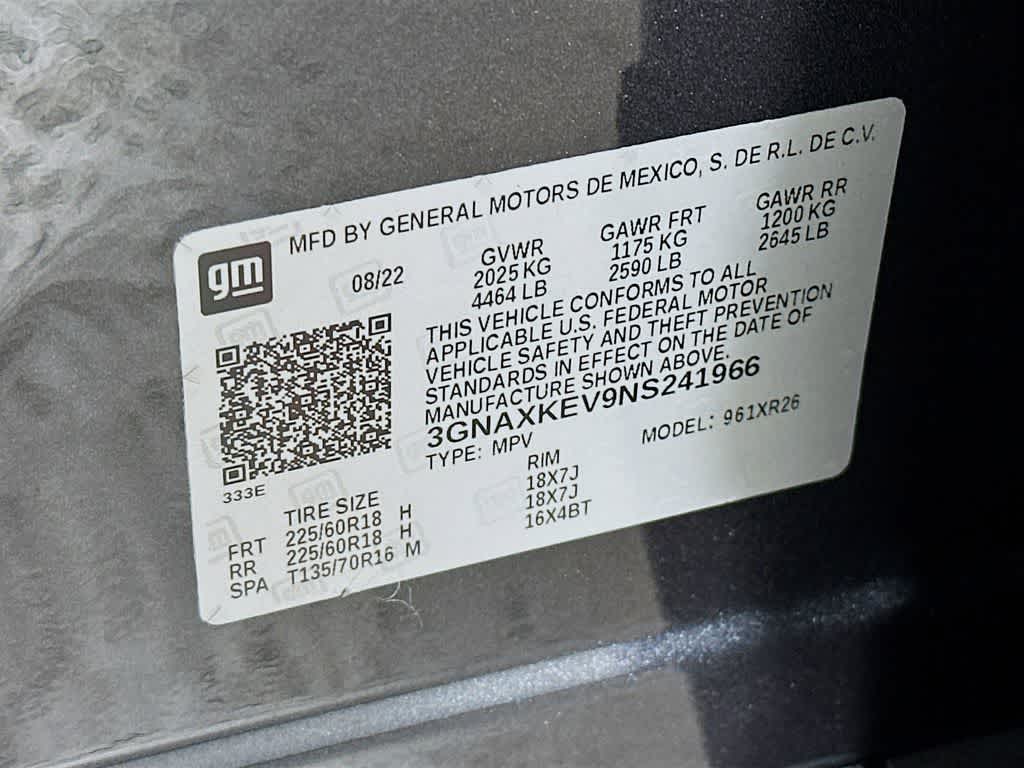 MFD BY GENERAL MOTORS DE MEXICO, S. DE R.L. DE C.V.
gm
08/22
GVWR
2025 KG
4464 LB
GAWR FRT
1175 KG
2590 LB
GAWR RR
1200 KG
2645 LB
THIS VEHICLE CONFORMS TO ALL
APPLICABLE U.S. FEDERAL MOTOR
VEHICLE SAFETY AND THEFT PREVENTION
STANDARDS IN EFFECT ON THE DATE OF
MANUFACTURE SHOWN ABOVE.
3GNAXKEV9NS241966
TYPE: MPV
MODEL: 961XR26
333E
TIRE SIZE RIM
FRT 225/60R18 H 18X7J
RR 225/60R18 H 18X7J
SPA T135/70R16 M 16X4BT